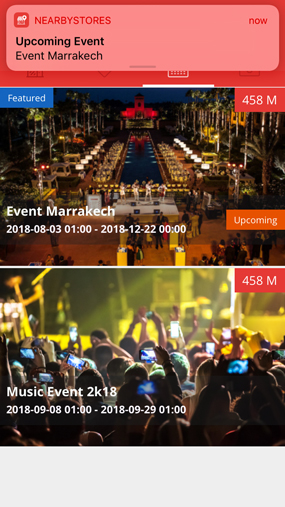 NEARBYSTORES now
Upcoming Event
Event Marrakech
Featured
458 M
Event Marrakech
Upcoming
2018-08-03 01:00 - 2018-12-22 00:00
458 M
Music Event 2k18
2018-09-08 01:00 - 2018-09-29 01:00